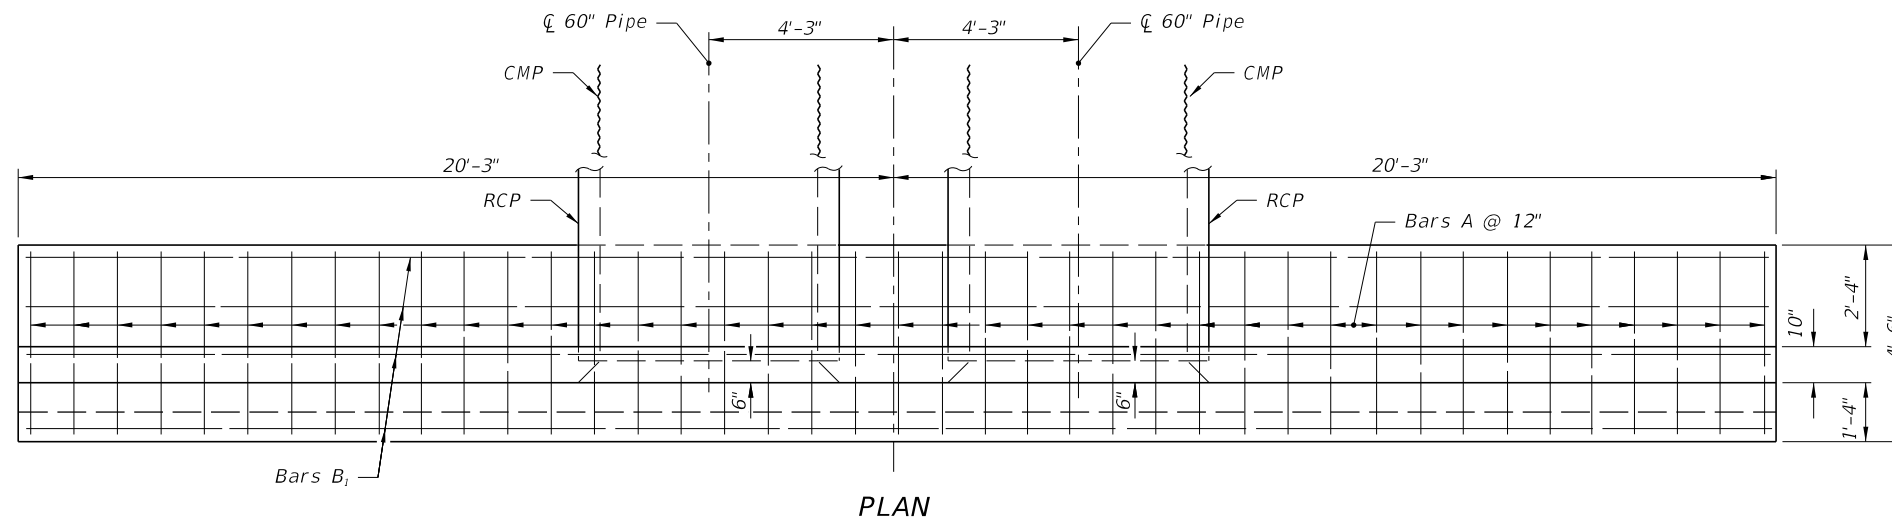 ℄ 60" Pipe
4'-3"
4'-3"
℄ 60" Pipe
CMP
CMP
20'-3"
20'-3"
RCP
RCP
Bars A @ 12"
2'-4"
10"
6"
6"
1'-4"
Bars B₁
PLAN